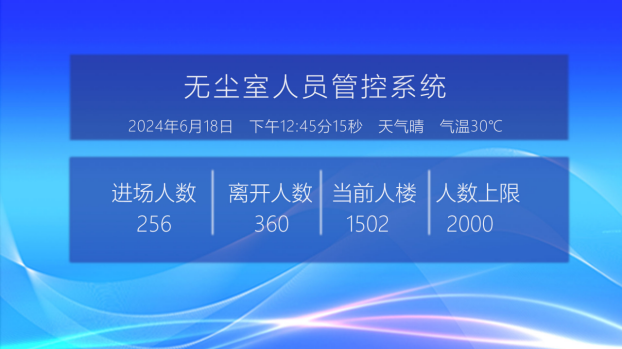 无尘室人员管控系统
2024年6月18日 下午12:45分15秒 天气晴 气温30℃
进场人数 离开人数 当前人楼 人数上限
256 360 1502 2000